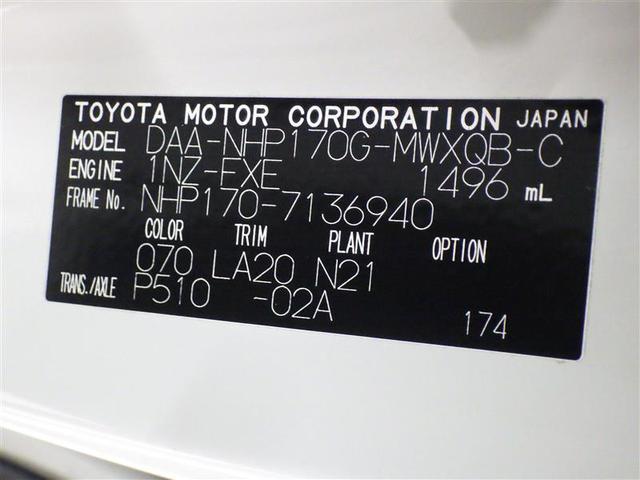 TOYOTA MOTOR CORPORATION JAPAN
MODEL DAA-NHP170G-MWXQB-C
ENGINE 1NZ-FXE 1496 mL
FRAME No. NHP170-7136940
COLOR TRIM PLANT OPTION
070 LA20 N21
TRANS./AXLE P510 -02A
174